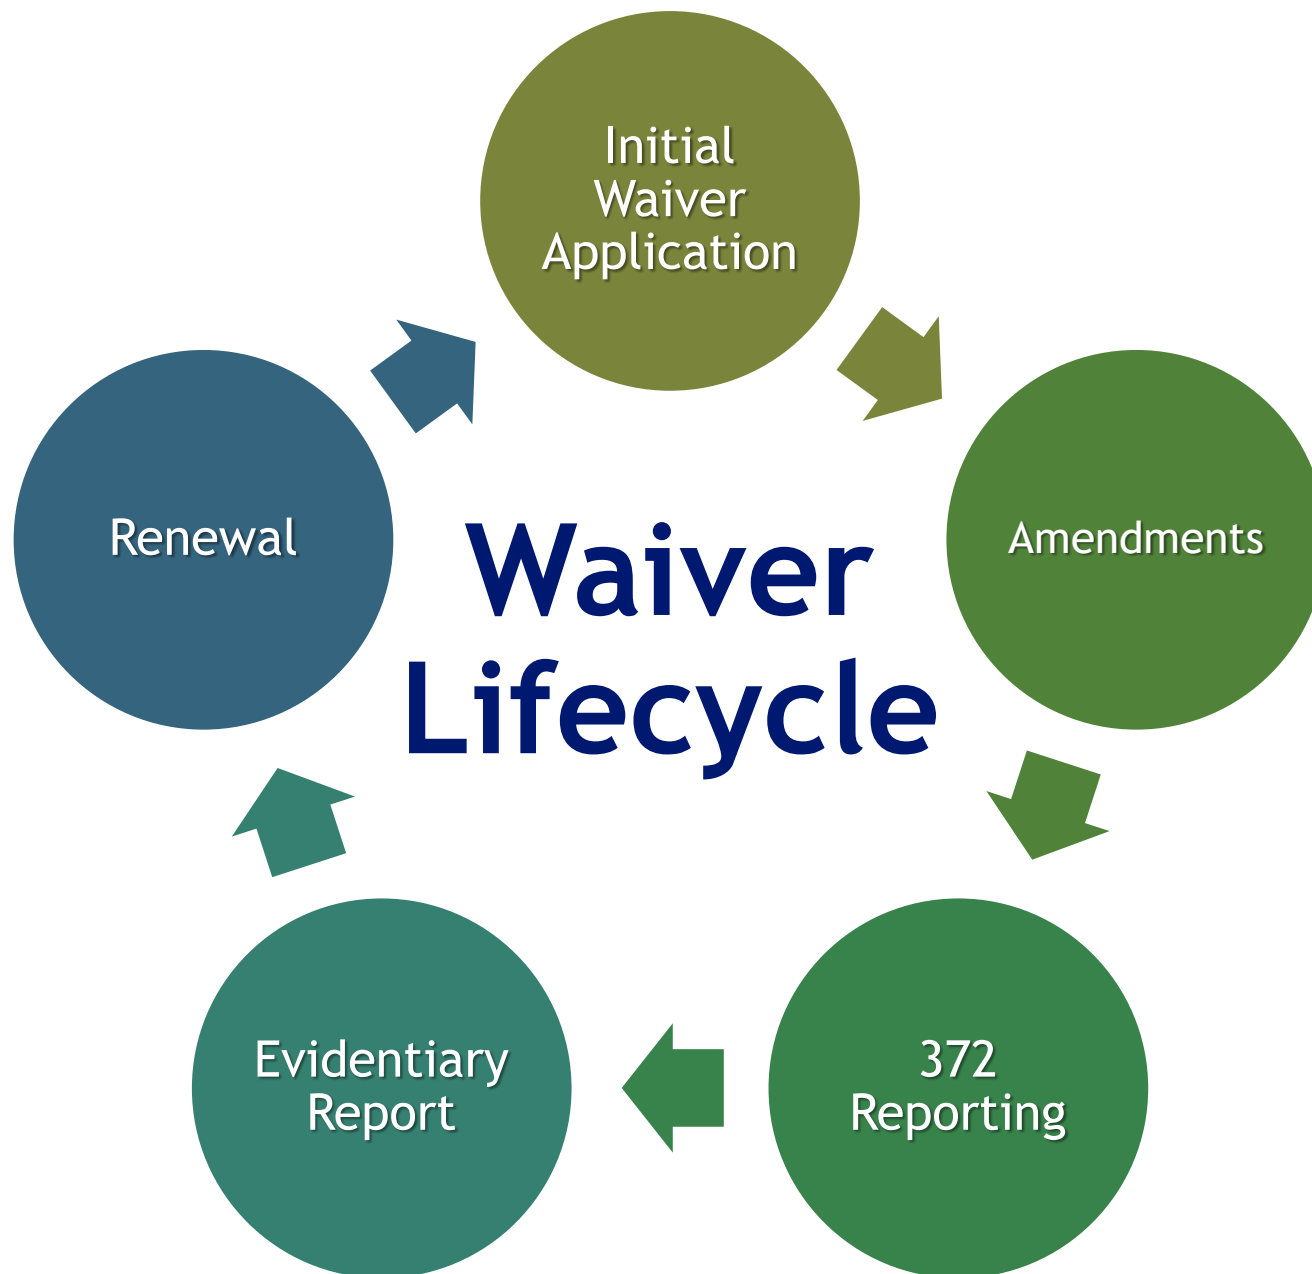 Initial
Waiver
Application
Amendments
372
Reporting
Evidentiary
Report
Renewal
Waiver
Lifecycle